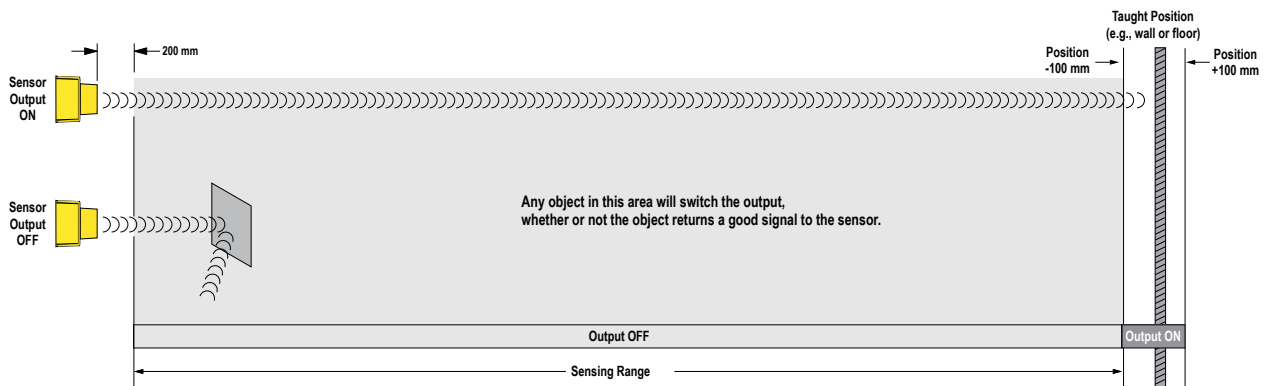 Taught Position
(e.g., wall or floor)
200 mm
Position
-100 mm
Position
+100 mm
Sensor
Output
ON
Any object in this area will switch the output,
whether or not the object returns a good signal to the sensor.
Sensor
Output
OFF
Output OFF
Output ON
Sensing Range